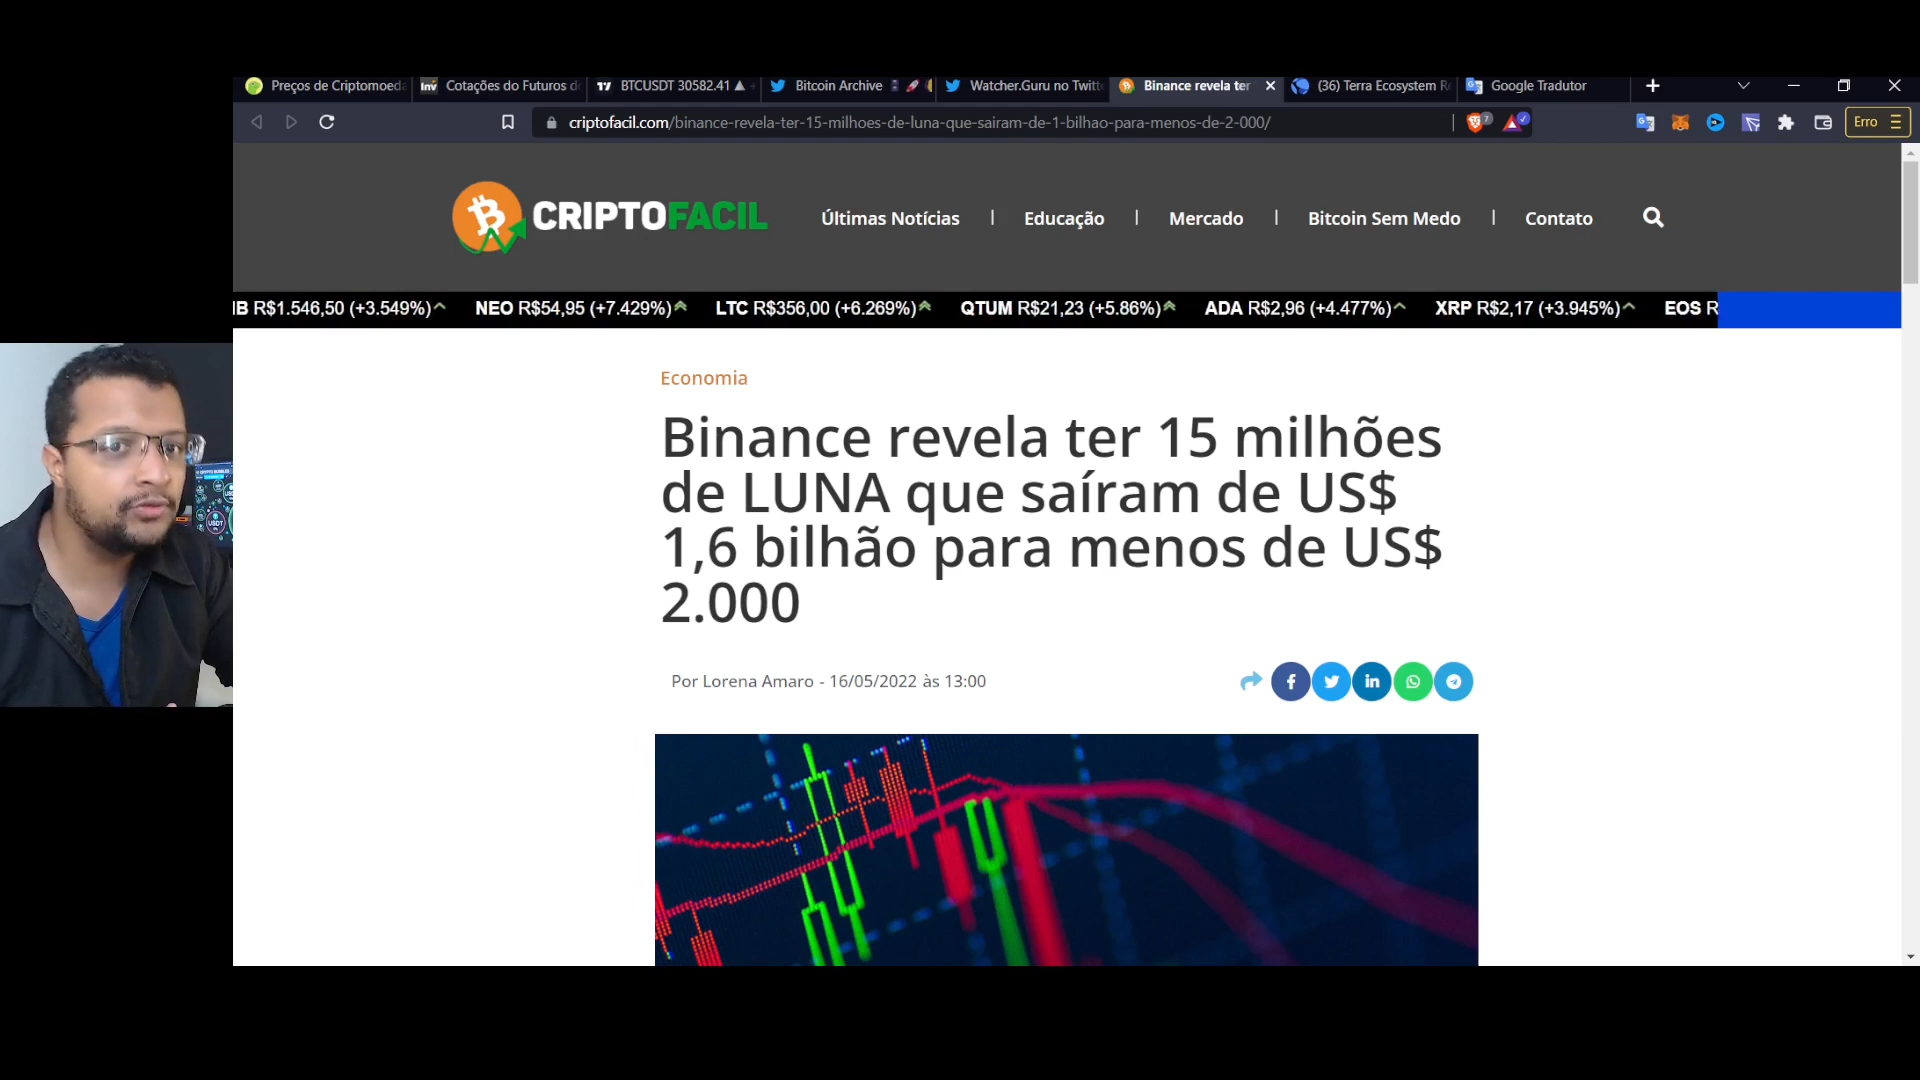 Preços de Criptomoeda
Inv Cotações do Futuros d
BTCUSDT 30582.41 ▲
Bitcoin Archive
Watcher.Guru no Twitt
Binance revela ter
(36) Terra Ecosystem R
Google Tradutor
criptofacil.com/binance-revela-ter-15-milhoes-de-luna-que-sairam-de-1-bilhao-para-menos-de-2-000/
7
Erro
CRIPTOFACIL
Últimas Notícias | Educação | Mercado | Bitcoin Sem Medo | Contato
IB R$1.546,50 (+3.549%) NEO R$54,95 (+7.429%) LTC R$356,00 (+6.269%) QTUM R$21,23 (+5.86%) ADA R$2,96 (+4.477%) XRP R$2,17 (+3.945%) EOS R
Economia
Binance revela ter 15 milhões
de LUNA que saíram de US$
1,6 bilhão para menos de US$
2.000
Por Lorena Amaro - 16/05/2022 às 13:00
USDT